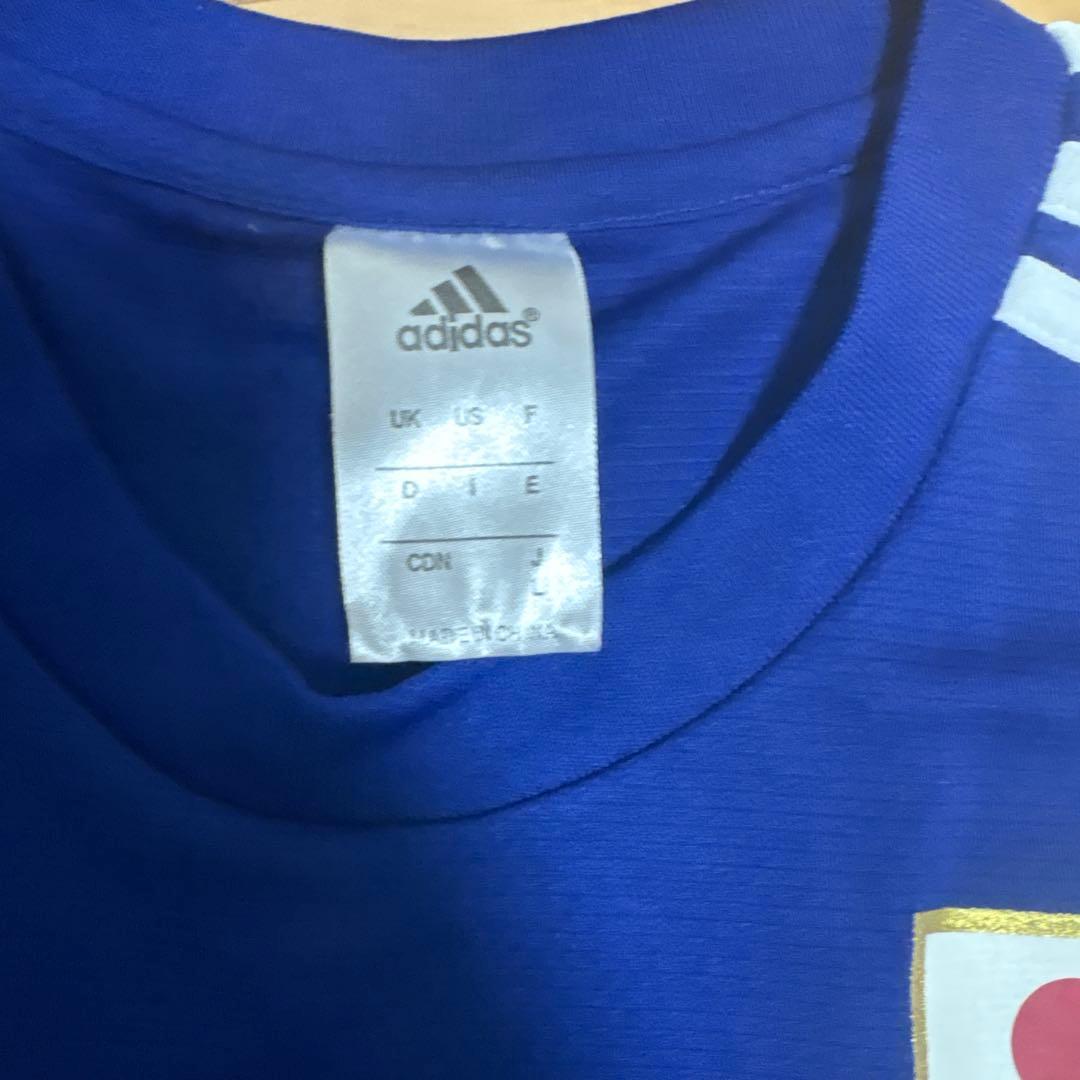 adidas®
UK US F
D I E
CDN J
L
MADE IN CHINA